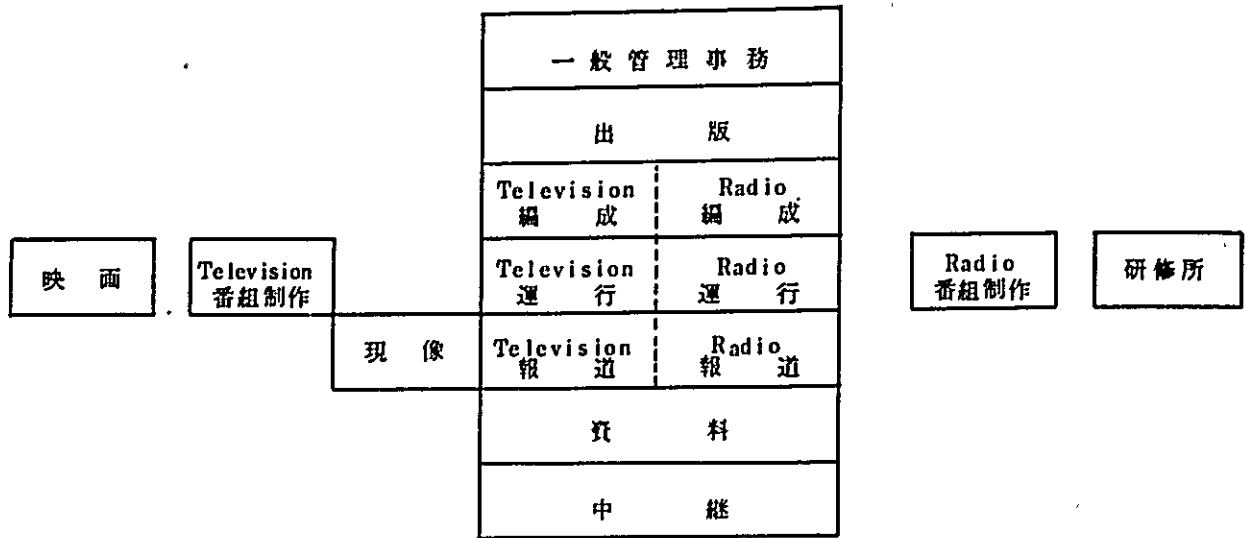 一般管理事務
出版
Television
編成
Radio
編成
映画
Television
番組制作
Television
運行
Radio
運行
Radio
番組制作
研修所
現像
Television
報道
Radio
報道
資料
中継